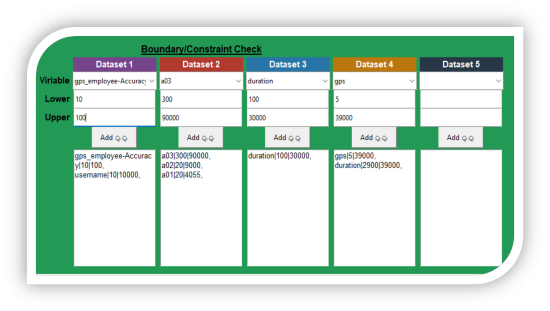 Boundary/Constraint Check
Dataset 1 Dataset 2 Dataset 3 Dataset 4 Dataset 5
Viriable gps_employee-Accuracy a03 duration gps
Lower 10 300 100 5
Upper 100 90000 30000 39000
Add Add Add Add Add
gps_employee-Accurac a03|300|90000, duration|100|30000, gps|5|39000,
y|10|100, a02|20|9000, duration|2900|39000,
username|10|10000, a01|20|4055,